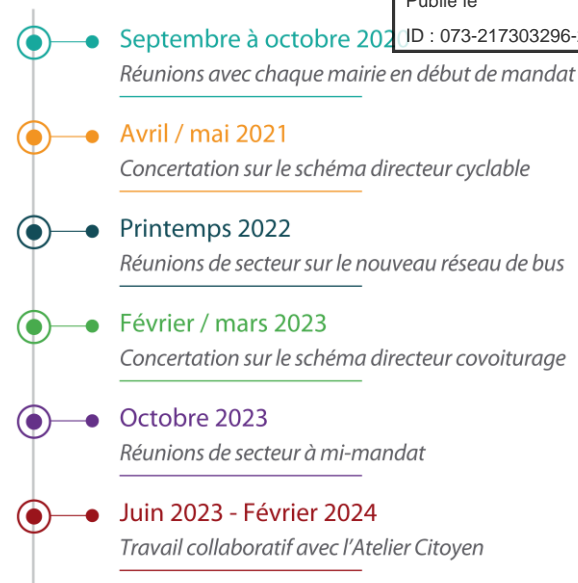 Publié le
ID : 073-217303296-
Septembre à octobre 2020
Réunions avec chaque mairie en début de mandat
Avril / mai 2021
Concertation sur le schéma directeur cyclable
Printemps 2022
Réunions de secteur sur le nouveau réseau de bus
Février / mars 2023
Concertation sur le schéma directeur covoiturage
Octobre 2023
Réunions de secteur à mi-mandat
Juin 2023 - Février 2024
Travail collaboratif avec l'Atelier Citoyen